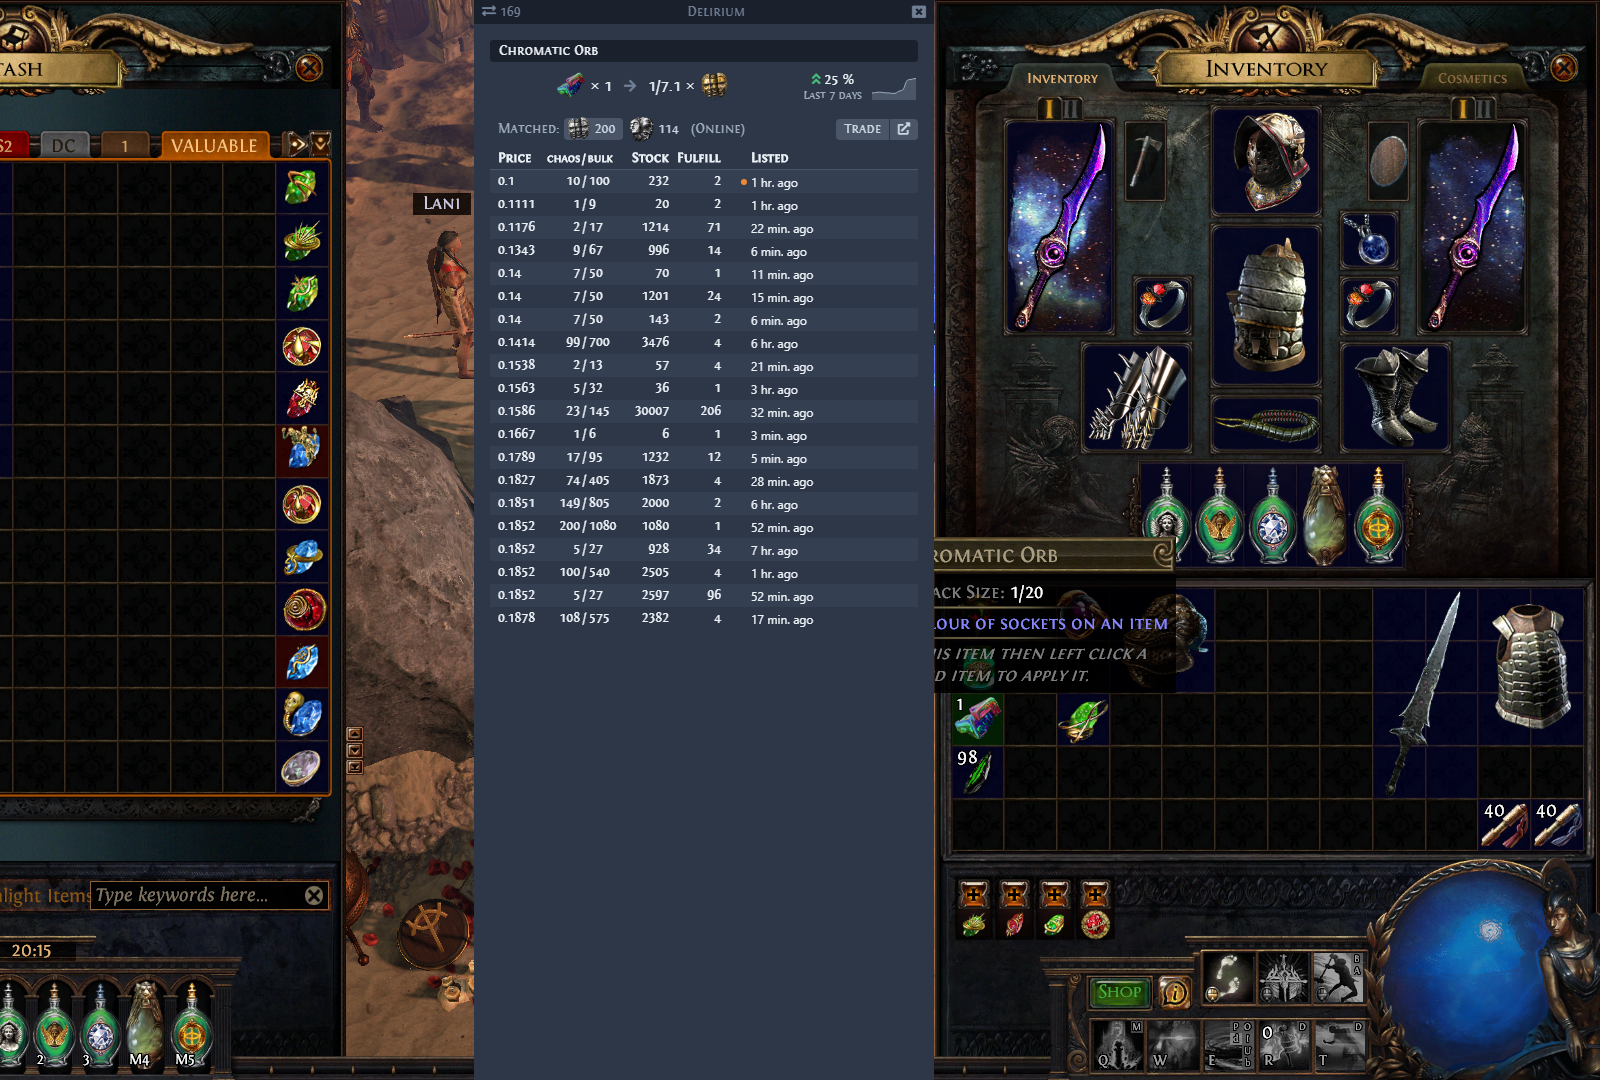 TASH
S2
DC
1
VALUABLE
LANI
Type keywords here...
light Items
20:15
2
3
M4
M5
169
DELIRIUM
CHROMATIC ORB
× 1
1/7.1 ×
25 %
LAST 7 DAYS
MATCHED:
200
114
(ONLINE)
TRADE
PRICE CHAOS/BULK STOCK FULFILL LISTED
0.1 10 / 100 232 2 1 hr. ago
0.1111 1 / 9 20 2 1 hr. ago
0.1176 2 / 17 1214 71 22 min. ago
0.1343 9 / 67 996 14 6 min. ago
0.14 7 / 50 70 1 11 min. ago
0.14 7 / 50 1201 24 15 min. ago
0.14 7 / 50 143 2 6 min. ago
0.1414 99 / 700 3476 4 6 hr. ago
0.1538 2 / 13 57 4 21 min. ago
0.1563 5 / 32 36 1 3 hr. ago
0.1586 23 / 145 30007 206 32 min. ago
0.1667 1 / 6 6 1 3 min. ago
0.1789 17 / 95 1232 12 5 min. ago
0.1827 74 / 405 1873 4 28 min. ago
0.1851 149 / 805 2000 2 6 hr. ago
0.1852 200 / 1080 1080 1 52 min. ago
0.1852 5 / 27 928 34 7 hr. ago
0.1852 100 / 540 2505 4 1 hr. ago
0.1852 5 / 27 2597 96 52 min. ago
0.1878 108 / 575 2382 4 17 min. ago
INVENTORY
INVENTORY
COSMETICS
I II
I II
ROMATIC ORB
ACK SIZE: 1/20
LOUR OF SOCKETS ON AN ITEM
IS ITEM THEN LEFT CLICK A
D ITEM TO APPLY IT.
1
98
40
40
SHOP
Q M
W
E
R D
0
T D